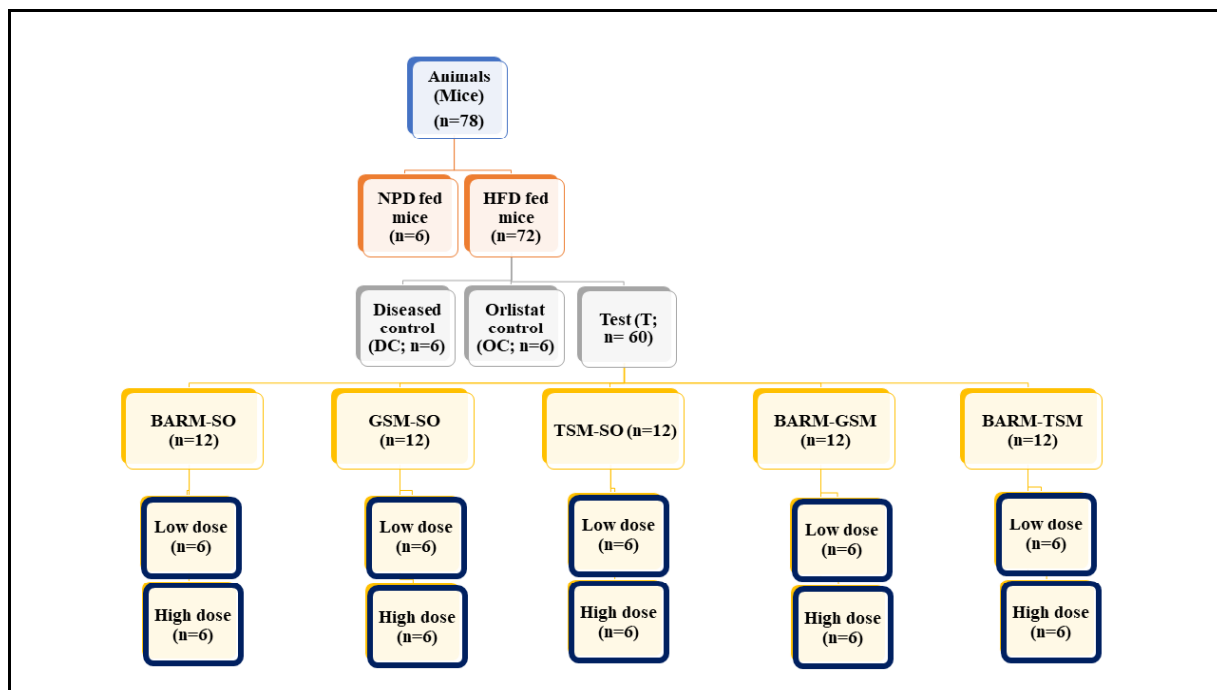 Animals
(Mice)
(n=78)
NPD fed
mice
(n=6)
HFD fed
mice
(n=72)
Diseased
control
(DC; n=6)
Orlistat
control
(OC; n=6)
Test (T;
n= 60)
BARM-SO
(n=12)
GSM-SO
(n=12)
TSM-SO (n=12)
BARM-GSM
(n=12)
BARM-TSM
(n=12)
Low dose
(n=6)
Low dose
(n=6)
Low dose
(n=6)
Low dose
(n=6)
Low dose
(n=6)
High dose
(n=6)
High dose
(n=6)
High dose
(n=6)
High dose
(n=6)
High dose
(n=6)